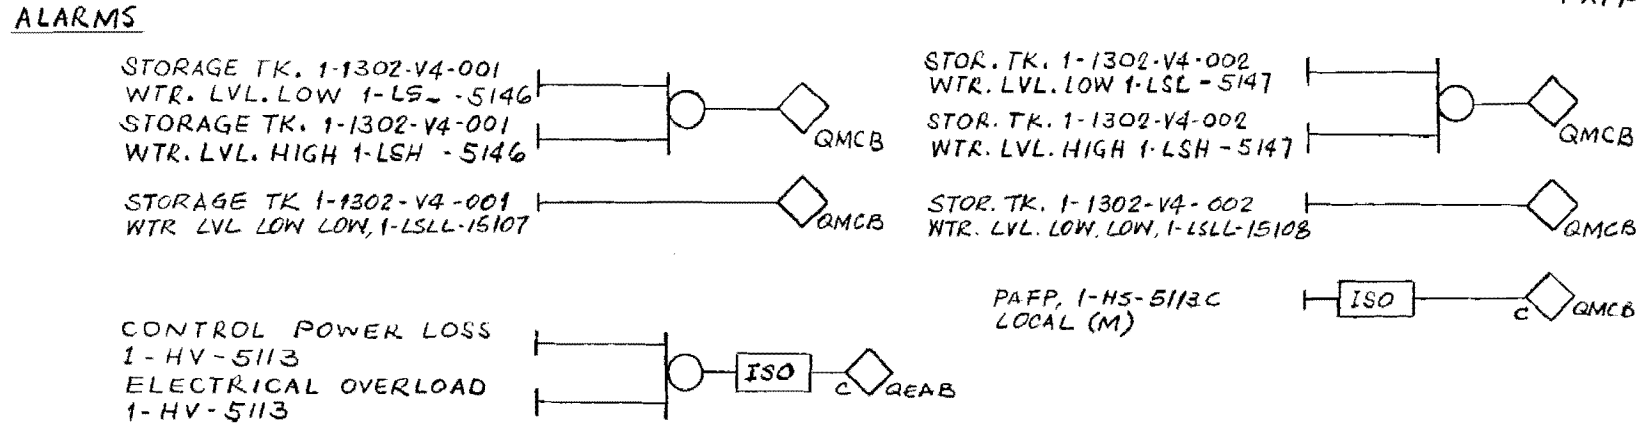 ALARMS
STORAGE TK. 1-1302-V4-001
WTR. LVL. LOW 1-LSL -5146
STORAGE TK. 1-1302-V4-001
WTR. LVL. HIGH 1-LSH -5146
QMCB
STORAGE TK 1-1302-V4-001
WTR LVL LOW LOW, 1-LSLL-15107
QMCB
CONTROL POWER LOSS
1-HV-5113
ELECTRICAL OVERLOAD
1-HV-5113
ISO
C
QEAB
STOR. TK. 1-1302-V4-002
WTR. LVL. LOW 1-LSL-5147
STOR. TK. 1-1302-V4-002
WTR. LVL. HIGH 1-LSH-5147
QMCB
STOR. TK. 1-1302-V4-002
WTR. LVL. LOW. LOW, 1-LSLL-15108
QMCB
PAFP, 1-HS-5113C
LOCAL (M)
ISO
C
QMCB